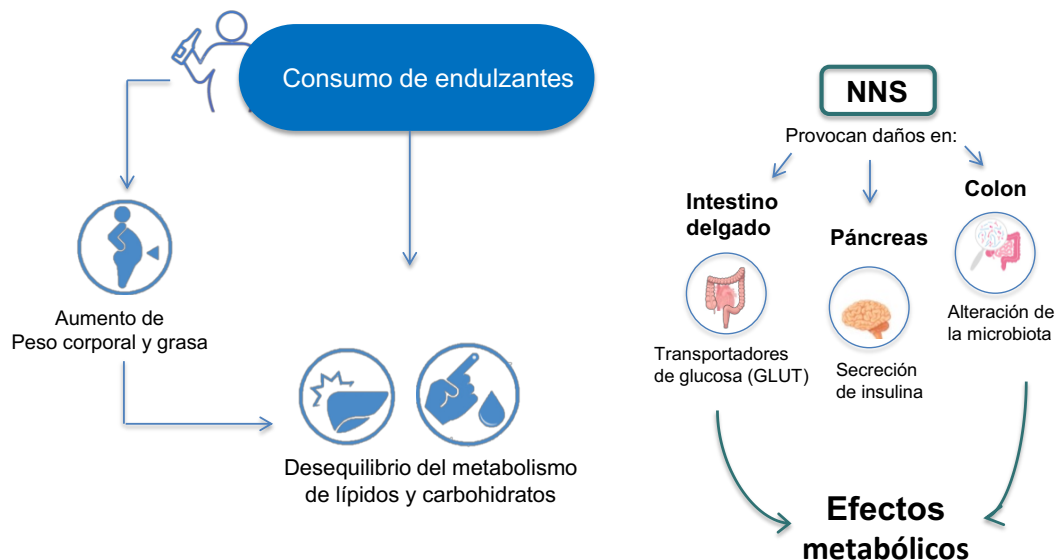 Consumo de endulzantes
Aumento de
Peso corporal y grasa
Desequilibrio del metabolismo
de lípidos y carbohidratos
NNS
Provocan daños en:
Intestino
delgado
Transportadores
de glucosa (GLUT)
Páncreas
Secreción
de insulina
Colon
Alteración de
la microbiota
Efectos
metabólicos